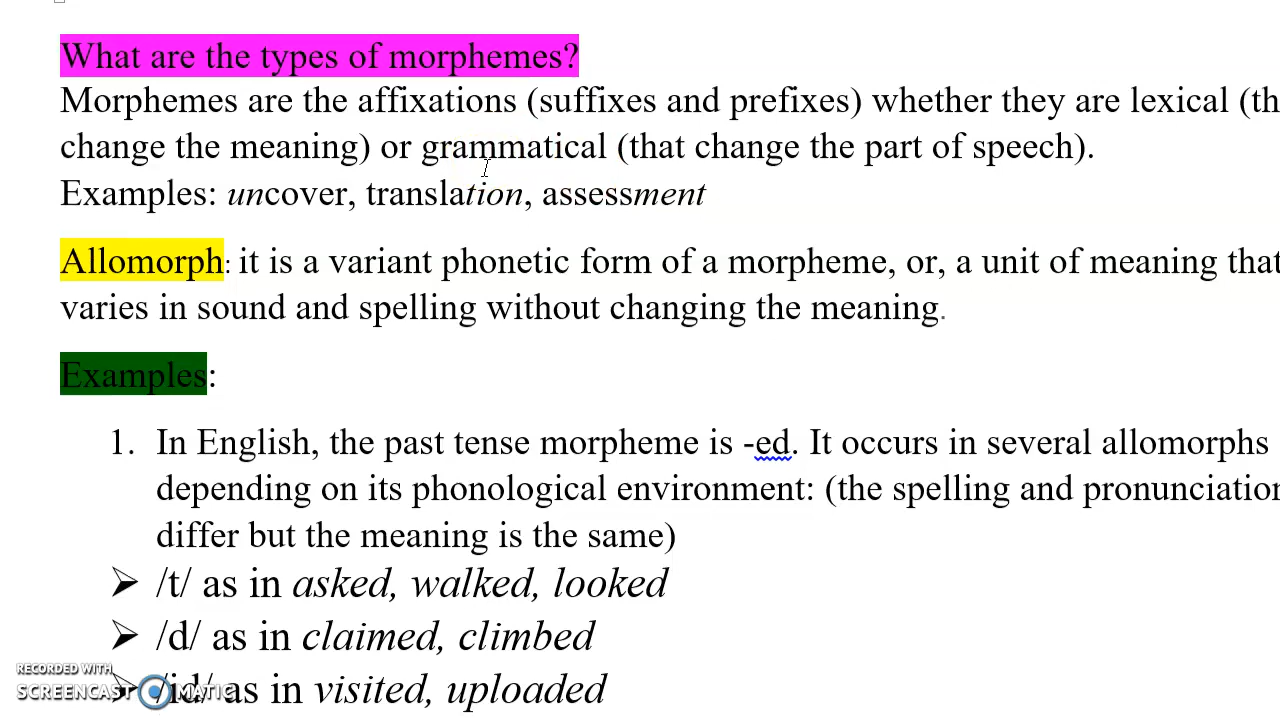 What are the types of morphemes?
Morphemes are the affixations (suffixes and prefixes) whether they are lexical (th
change the meaning) or grammatical (that change the part of speech).
Examples: uncover, translation, assessment
Allomorph: it is a variant phonetic form of a morpheme, or, a unit of meaning that
varies in sound and spelling without changing the meaning.
Examples:
1. In English, the past tense morpheme is -ed. It occurs in several allomorphs
depending on its phonological environment: (the spelling and pronunciation
differ but the meaning is the same)
➢ /t/ as in asked, walked, looked
➢ /d/ as in claimed, climbed
➢ /id/ as in visited, uploaded
RECORDED WITH
SCREENCAST MATIC